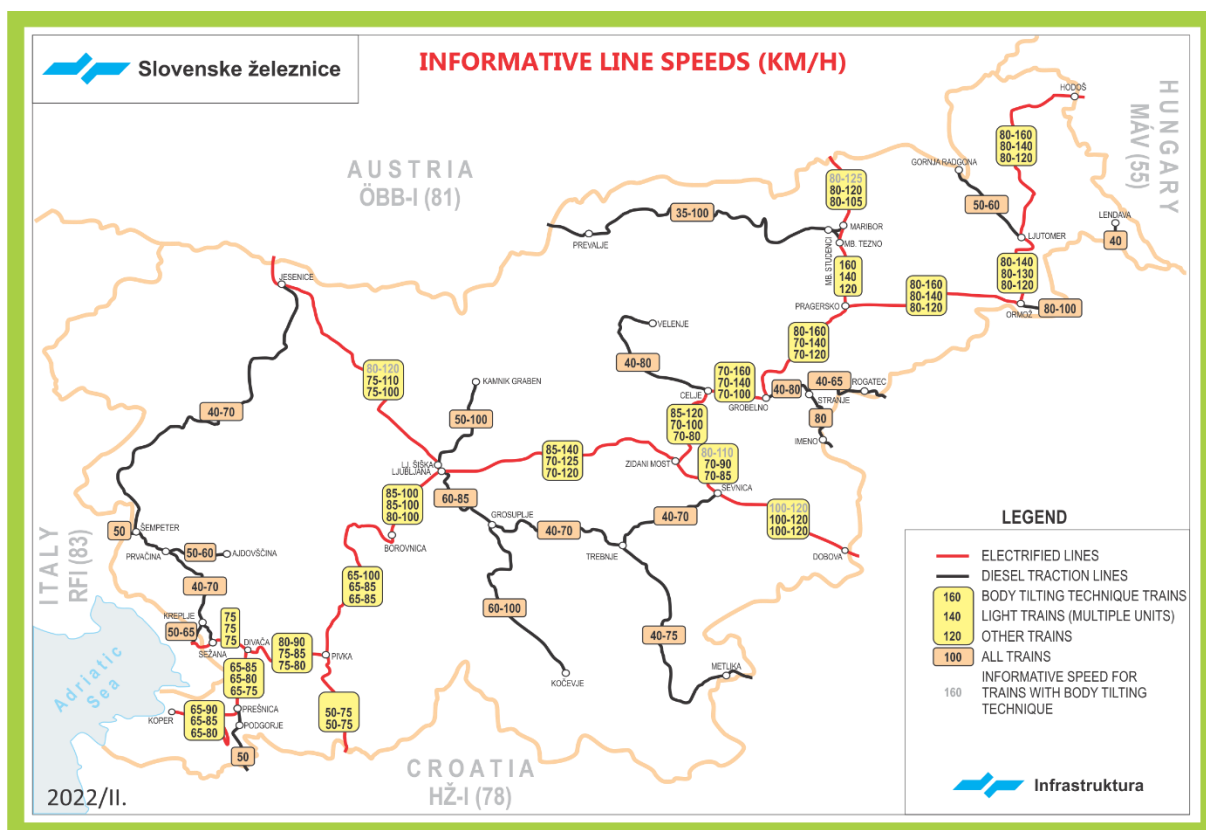 Slovenske železnice
INFORMATIVE LINE SPEEDS (KM/H)
HUNGARY
MÁV (55)
AUSTRIA
ÖBB-I (81)
HODOŠ
80-160
80-140
80-120
GORNJA RADGONA
50-60
LENDAVA
40
LJUTOMER
80-125
80-120
80-105
35-100
PREVALJE
MARIBOR
MB. TEZNO
MB. STUDENCI
160
140
120
80-140
80-130
80-120
80-160
80-140
80-120
PRAGERSKO
ORMOŽ
80-100
JESENICE
VELENJE
80-160
70-140
70-120
40-80
80-120
75-110
75-100
KAMNIK GRABEN
70-160
70-140
70-100
40-80
40-65
ROGATEC
CELJE
GROBELNO
STRANJE
40-70
50-100
85-120
70-100
70-80
80
IMENO
LJ. ŠIŠKA
LJUBLJANA
85-140
70-125
70-120
ZIDANI MOST
80-110
70-90
70-85
SEVNICA
85-100
85-100
80-100
60-85
GROSUPLJE
40-70
40-70
100-120
100-120
100-120
DOBOVA
ITALY
RFI (83)
50
ŠEMPETER
BOROVNICA
TREBNJE
PRVAČINA
50-60
AJDOVŠČINA
40-70
65-100
65-85
65-85
60-100
KREPLJE
50-65
75
75
75
SEŽANA
DIVAČA
80-90
75-85
75-80
PIVKA
40-75
METLIKA
KOČEVJE
65-85
65-80
65-75
Adriatic
Sea
KOPER
65-90
65-85
65-80
PREŠNICA
PODGORJE
50-75
50-75
50
CROATIA
HŽ-I (78)
2022/II.
LEGEND
ELECTRIFIED LINES
DIESEL TRACTION LINES
160 BODY TILTING TECHNIQUE TRAINS
140 LIGHT TRAINS (MULTIPLE UNITS)
120 OTHER TRAINS
100 ALL TRAINS
INFORMATIVE SPEED FOR
160 TRAINS WITH BODY TILTING
TECHNIQUE
Infrastruktura